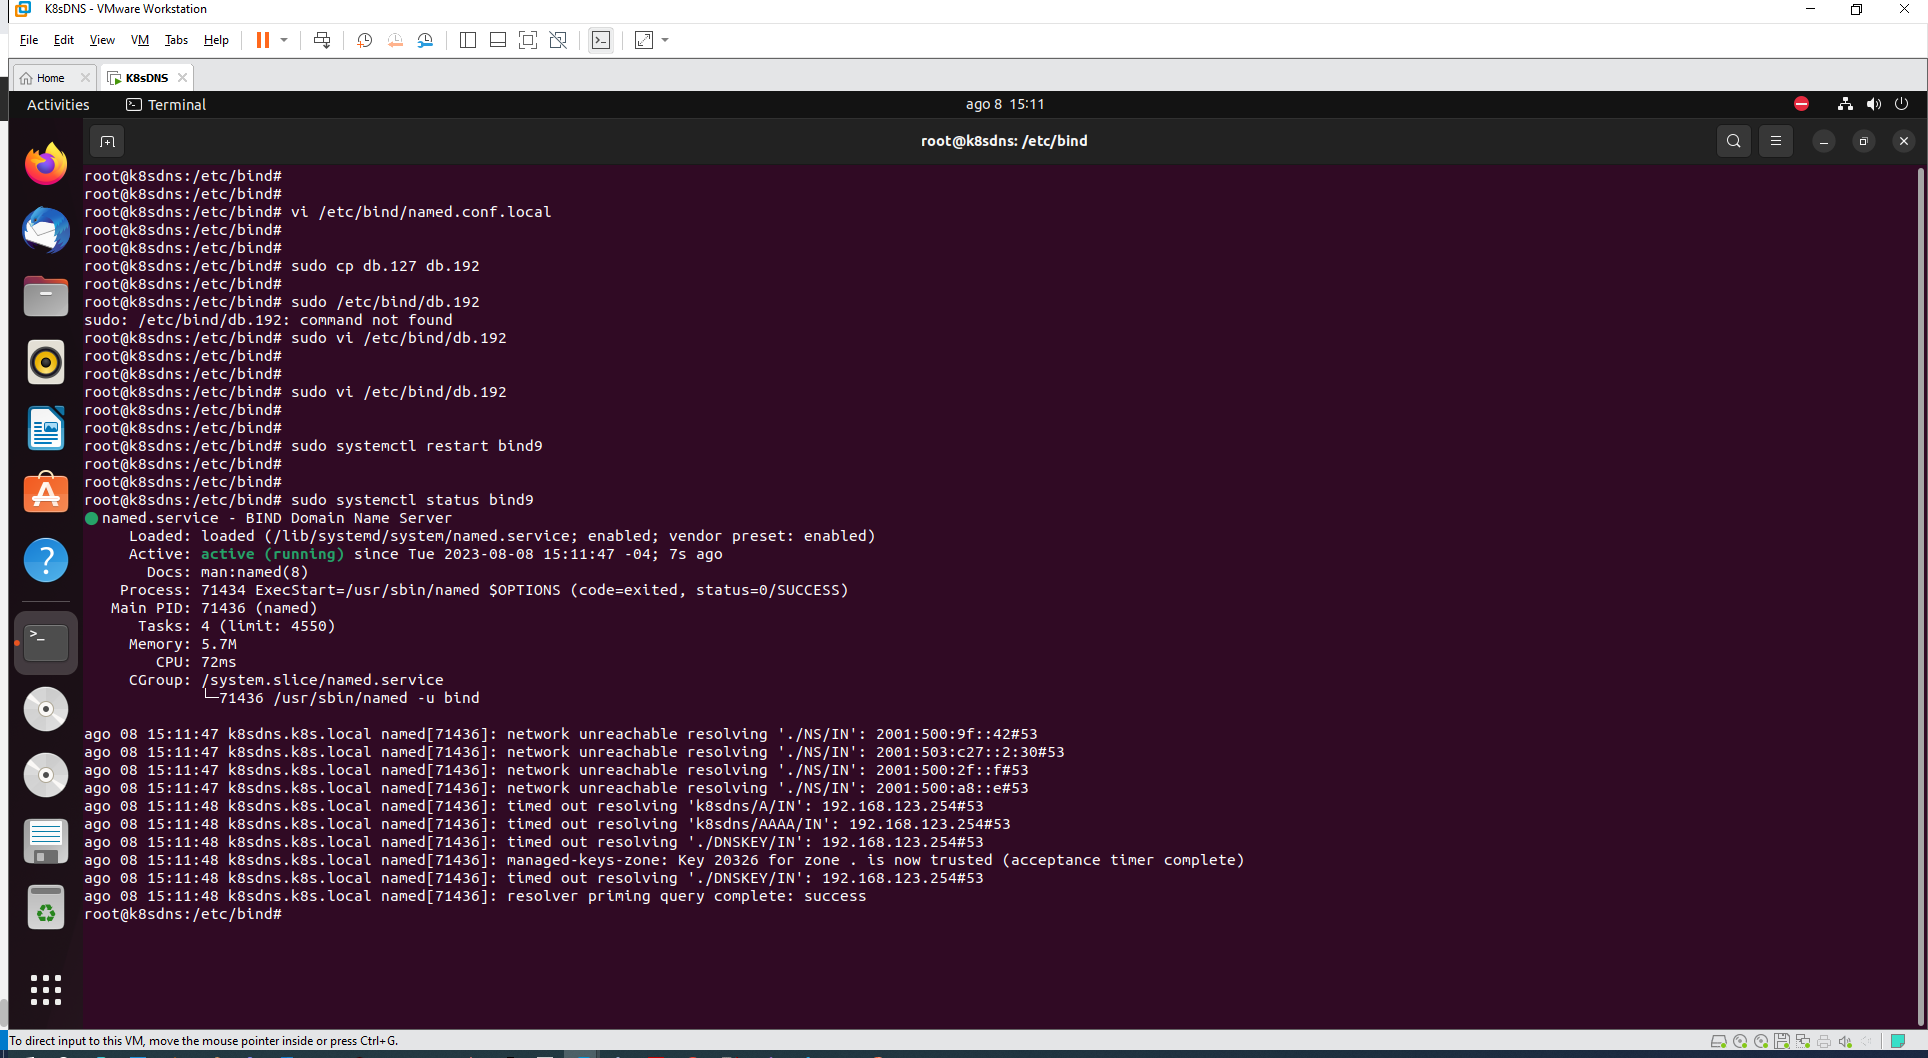 K8sDNS - VMware Workstation
File Edit View VM Tabs Help
Home K8sDNS
Activities Terminal ago 8 15:11
root@k8sdns: /etc/bind
root@k8sdns:/etc/bind#
root@k8sdns:/etc/bind#
root@k8sdns:/etc/bind# vi /etc/bind/named.conf.local
root@k8sdns:/etc/bind#
root@k8sdns:/etc/bind#
root@k8sdns:/etc/bind# sudo cp db.127 db.192
root@k8sdns:/etc/bind#
root@k8sdns:/etc/bind# sudo /etc/bind/db.192
sudo: /etc/bind/db.192: command not found
root@k8sdns:/etc/bind# sudo vi /etc/bind/db.192
root@k8sdns:/etc/bind#
root@k8sdns:/etc/bind#
root@k8sdns:/etc/bind# sudo vi /etc/bind/db.192
root@k8sdns:/etc/bind#
root@k8sdns:/etc/bind#
root@k8sdns:/etc/bind# sudo systemctl restart bind9
root@k8sdns:/etc/bind#
root@k8sdns:/etc/bind#
root@k8sdns:/etc/bind# sudo systemctl status bind9
named.service - BIND Domain Name Server
Loaded: loaded (/lib/systemd/system/named.service; enabled; vendor preset: enabled)
Active: active (running) since Tue 2023-08-08 15:11:47 -04; 7s ago
Docs: man:named(8)
Process: 71434 ExecStart=/usr/sbin/named $OPTIONS (code=exited, status=0/SUCCESS)
Main PID: 71436 (named)
Tasks: 4 (limit: 4550)
Memory: 5.7M
CPU: 72ms
CGroup: /system.slice/named.service
└─71436 /usr/sbin/named -u bind
ago 08 15:11:47 k8sdns.k8s.local named[71436]: network unreachable resolving './NS/IN': 2001:500:9f::42#53
ago 08 15:11:47 k8sdns.k8s.local named[71436]: network unreachable resolving './NS/IN': 2001:503:c27::2:30#53
ago 08 15:11:47 k8sdns.k8s.local named[71436]: network unreachable resolving './NS/IN': 2001:500:2f::f#53
ago 08 15:11:47 k8sdns.k8s.local named[71436]: network unreachable resolving './NS/IN': 2001:500:a8::e#53
ago 08 15:11:48 k8sdns.k8s.local named[71436]: timed out resolving 'k8sdns/A/IN': 192.168.123.254#53
ago 08 15:11:48 k8sdns.k8s.local named[71436]: timed out resolving 'k8sdns/AAAA/IN': 192.168.123.254#53
ago 08 15:11:48 k8sdns.k8s.local named[71436]: timed out resolving './DNSKEY/IN': 192.168.123.254#53
ago 08 15:11:48 k8sdns.k8s.local named[71436]: managed-keys-zone: Key 20326 for zone . is now trusted (acceptance timer complete)
ago 08 15:11:48 k8sdns.k8s.local named[71436]: timed out resolving './DNSKEY/IN': 192.168.123.254#53
ago 08 15:11:48 k8sdns.k8s.local named[71436]: resolver priming query complete: success
root@k8sdns:/etc/bind#
To direct input to this VM, move the mouse pointer inside or press Ctrl+G.